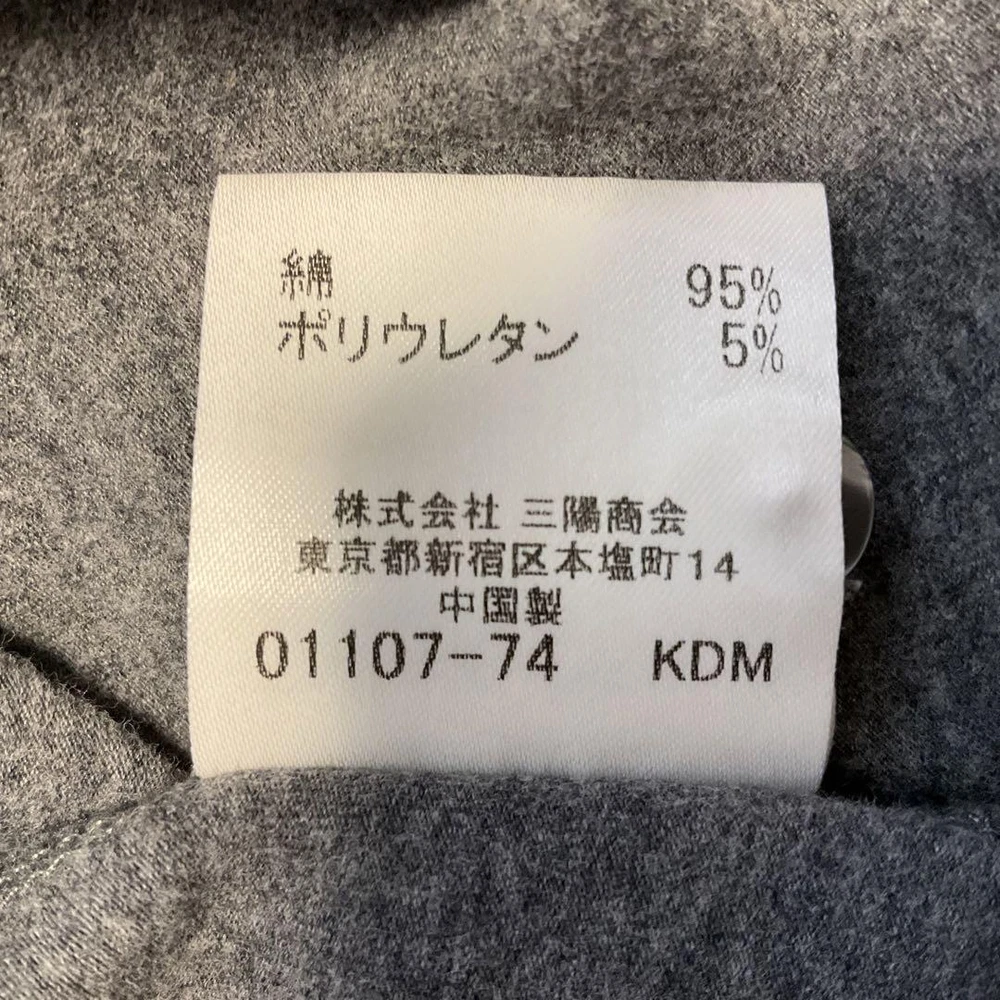 綿 95%
ポリウレタン 5%
株式会社 三陽商会
東京都新宿区本塩町14
中国製
01107-74 KDM